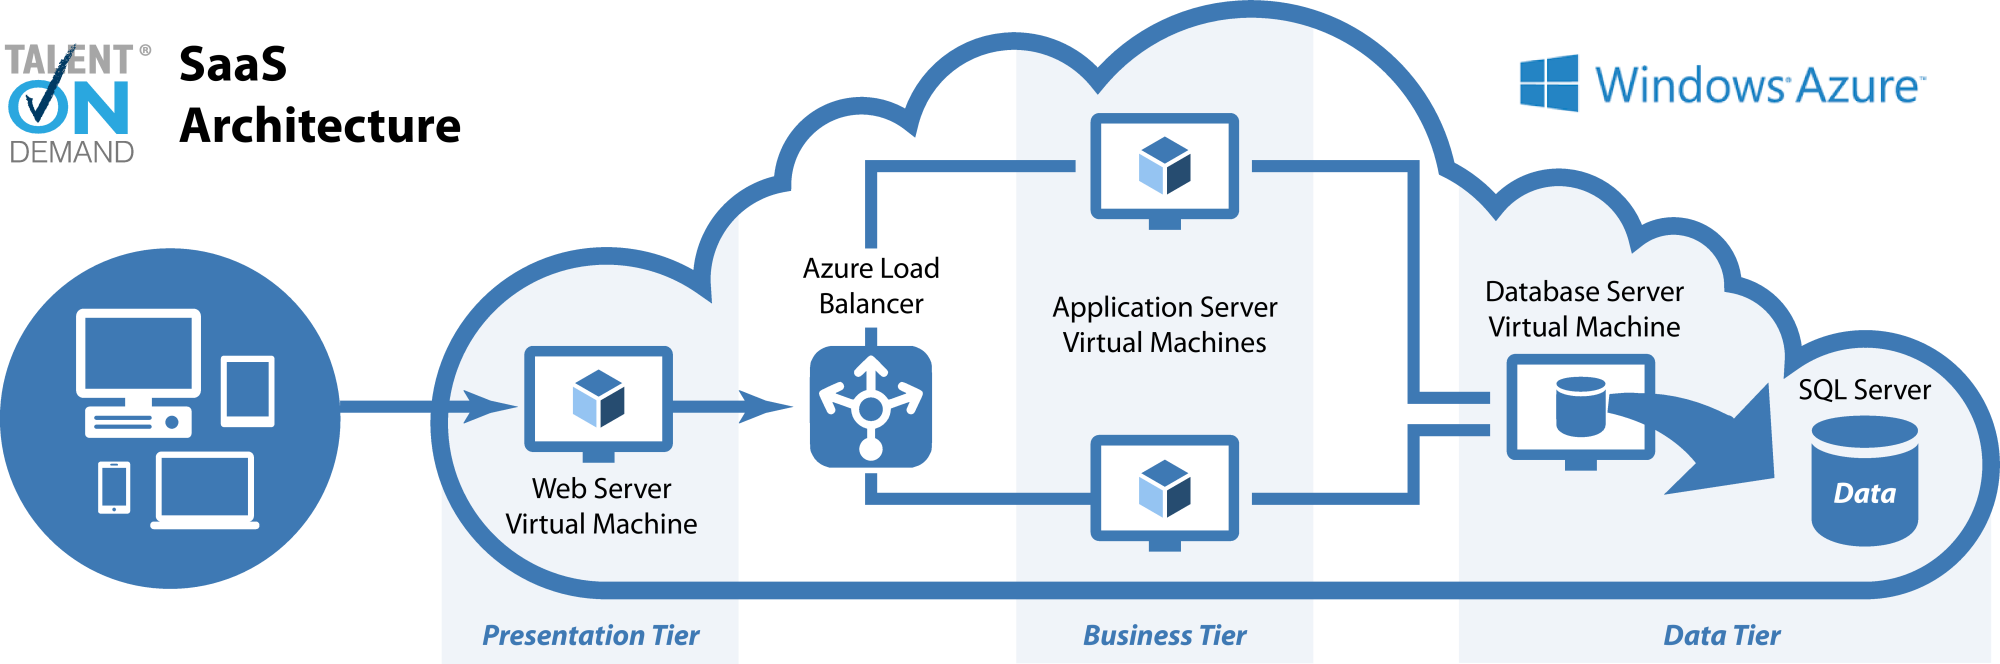 TALENT®
ON
DEMAND
SaaS
Architecture
Windows® Azure™
Azure Load
Balancer
Application Server
Virtual Machines
Database Server
Virtual Machine
SQL Server
Data
Web Server
Virtual Machine
Presentation Tier
Business Tier
Data Tier